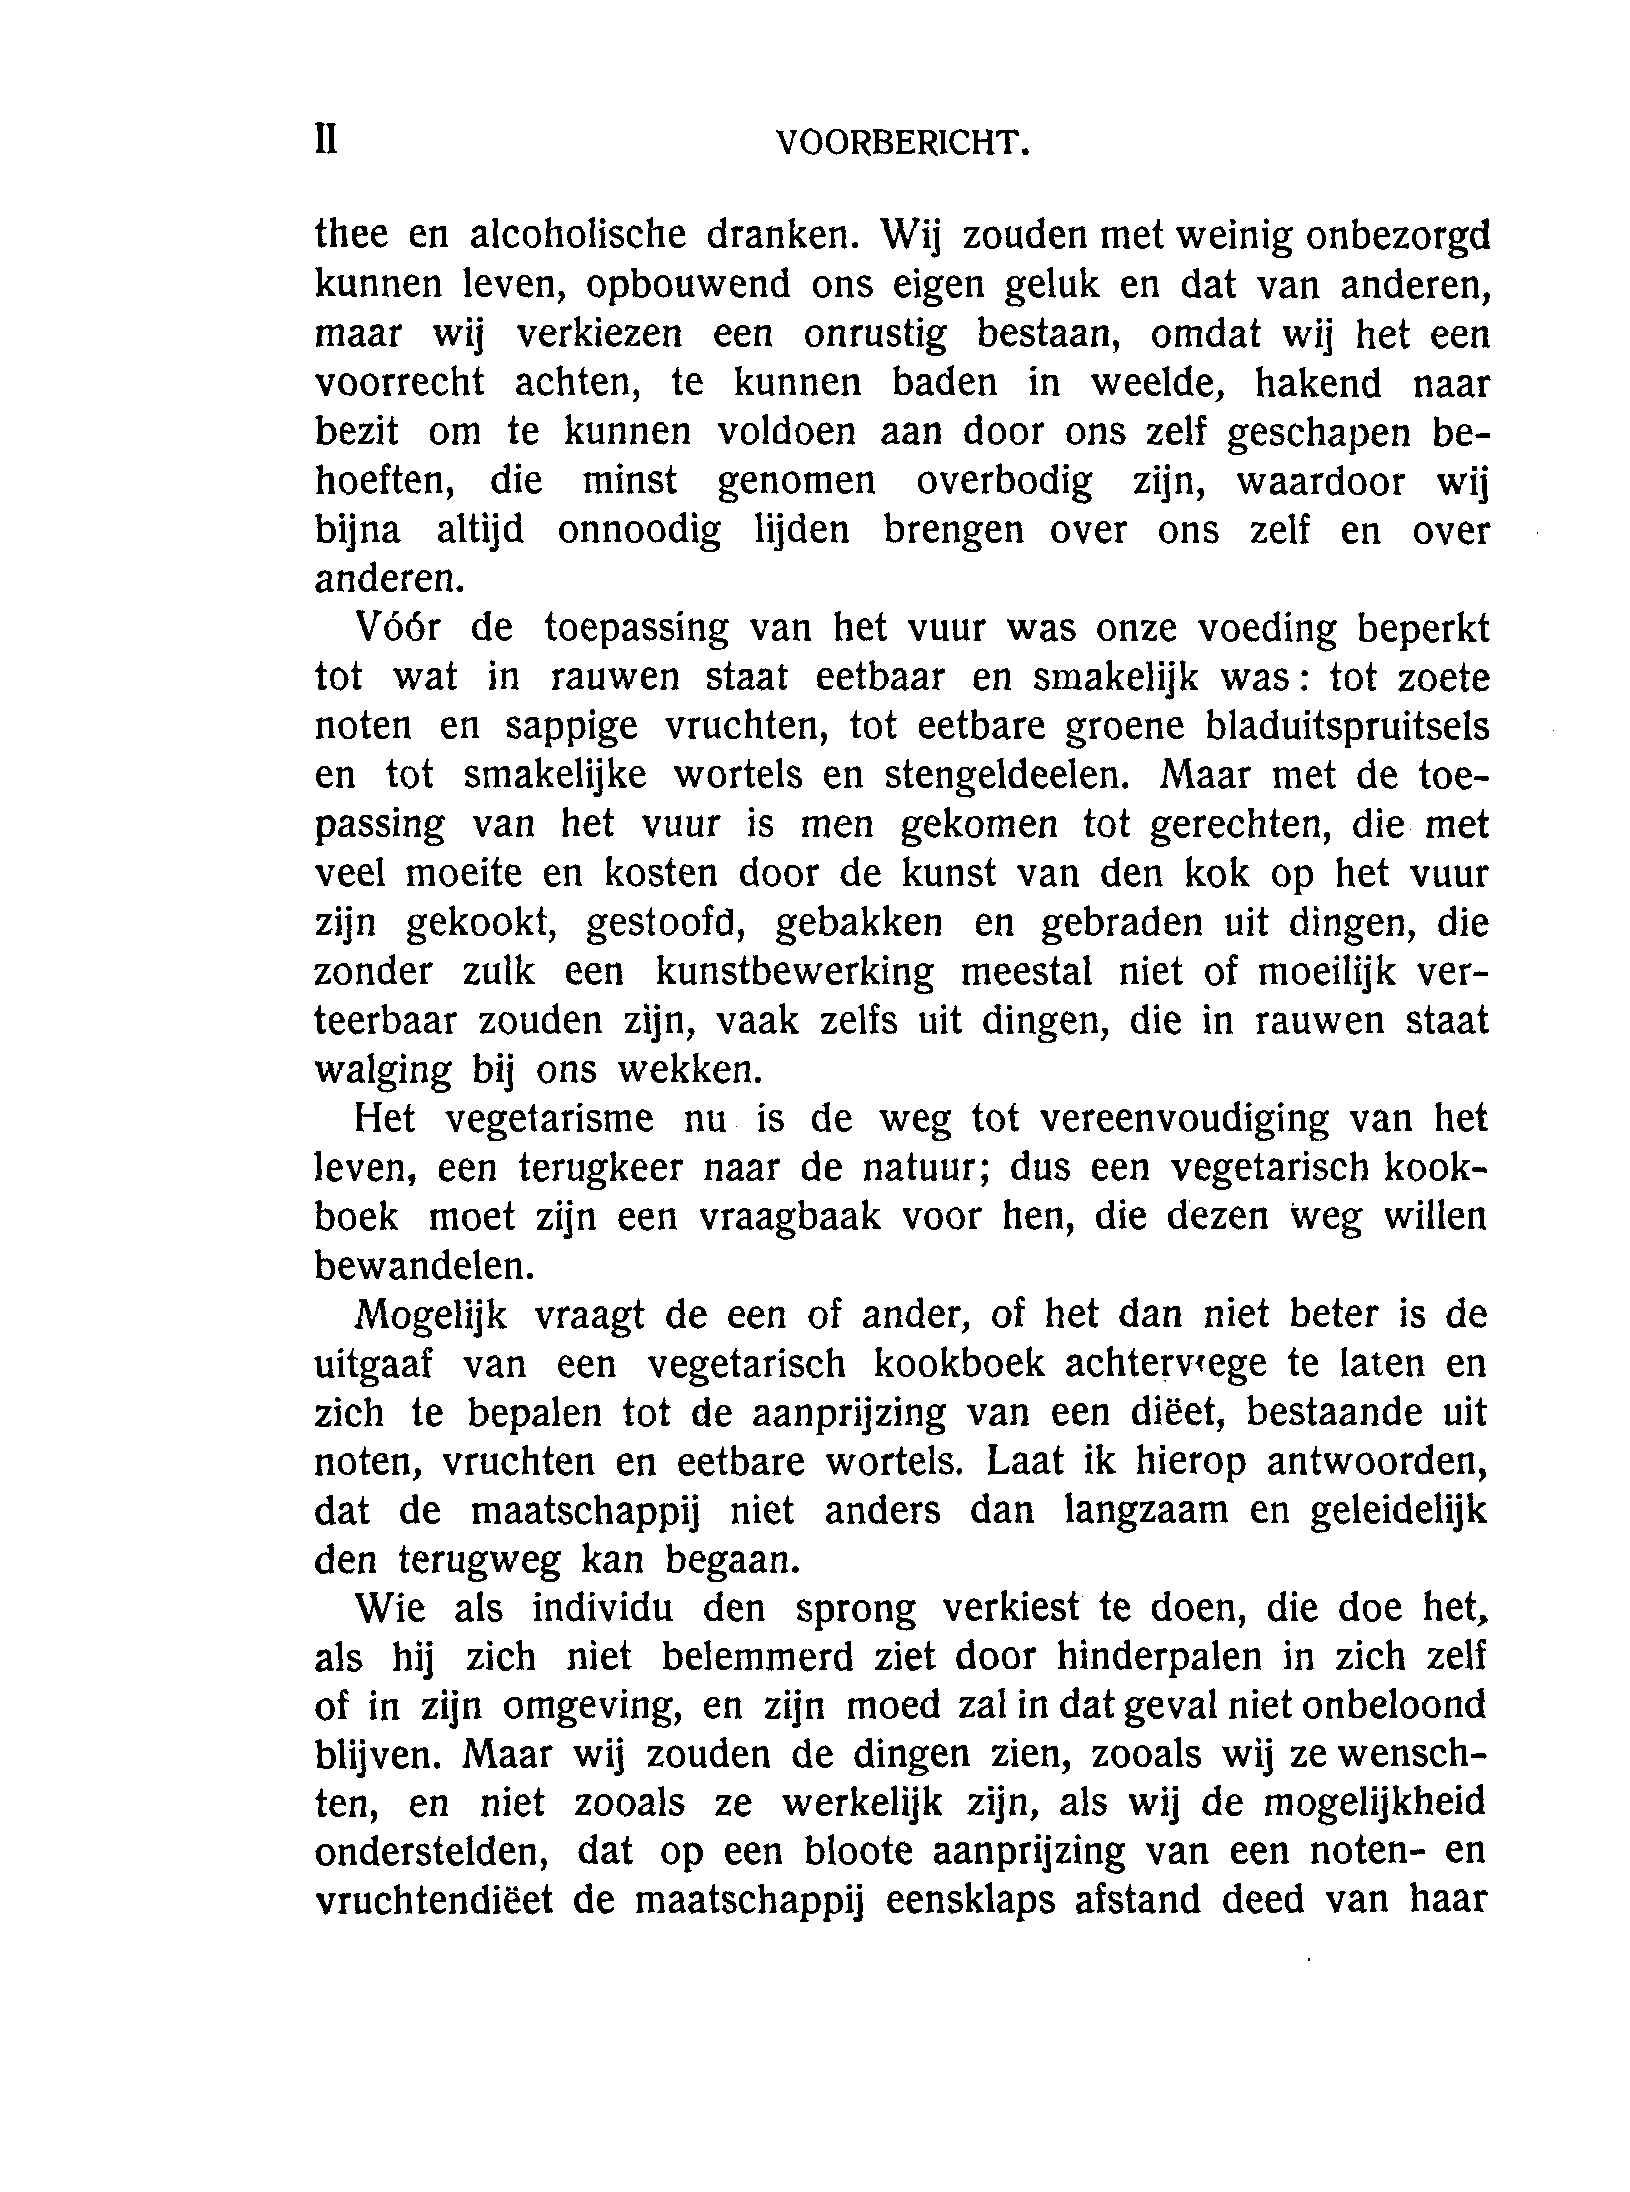 II VOORBERICHT.
thee en alcoholische dranken. Wij zouden met weinig onbezorgd
kunnen leven, opbouwend ons eigen geluk en dat van anderen,
maar wij verkiezen een onrustig bestaan, omdat wij het een
voorrecht achten, te kunnen baden in weelde, hakend naar
bezit om te kunnen voldoen aan door ons zelf geschapen be-
hoeften, die minst genomen overbodig zijn, waardoor wij
bijna altijd onnoodig lijden brengen over ons zelf en over
anderen.
Vóór de toepassing van het vuur was onze voeding beperkt
tot wat in rauwen staat eetbaar en smakelijk was: tot zoete
noten en sappige vruchten, tot eetbare groene bladuitspruitsels
en tot smakelijke wortels en stengeldeelen. Maar met de toe-
passing van het vuur is men gekomen tot gerechten, die met
veel moeite en kosten door de kunst van den kok op het vuur
zijn gekookt, gestoofd, gebakken en gebraden uit dingen, die
zonder zulk een kunstbewerking meestal niet of moeilijk ver-
teerbaar zouden zijn, vaak zelfs uit dingen, die in rauwen staat
walging bij ons wekken.
Het vegetarisme nu is de weg tot vereenvoudiging van het
leven, een terugkeer naar de natuur; dus een vegetarisch kook-
boek moet zijn een vraagbaak voor hen, die dezen weg willen
bewandelen.
Mogelijk vraagt de een of ander, of het dan niet beter is de
uitgaaf van een vegetarisch kookboek achterwege te laten en
zich te bepalen tot de aanprijzing van een diëet, bestaande uit
noten, vruchten en eetbare wortels. Laat ik hierop antwoorden,
dat de maatschappij niet anders dan langzaam en geleidelijk
den terugweg kan begaan.
Wie als individu den sprong verkiest te doen, die doe het,
als hij zich niet belemmerd ziet door hinderpalen in zich zelf
of in zijn omgeving, en zijn moed zal in dat geval niet onbeloond
blijven. Maar wij zouden de dingen zien, zooals wij ze wensch-
ten, en niet zooals ze werkelijk zijn, als wij de mogelijkheid
onderstelden, dat op een bloote aanprijzing van een noten- en
vruchtendiëet de maatschappij eensklaps afstand deed van haar